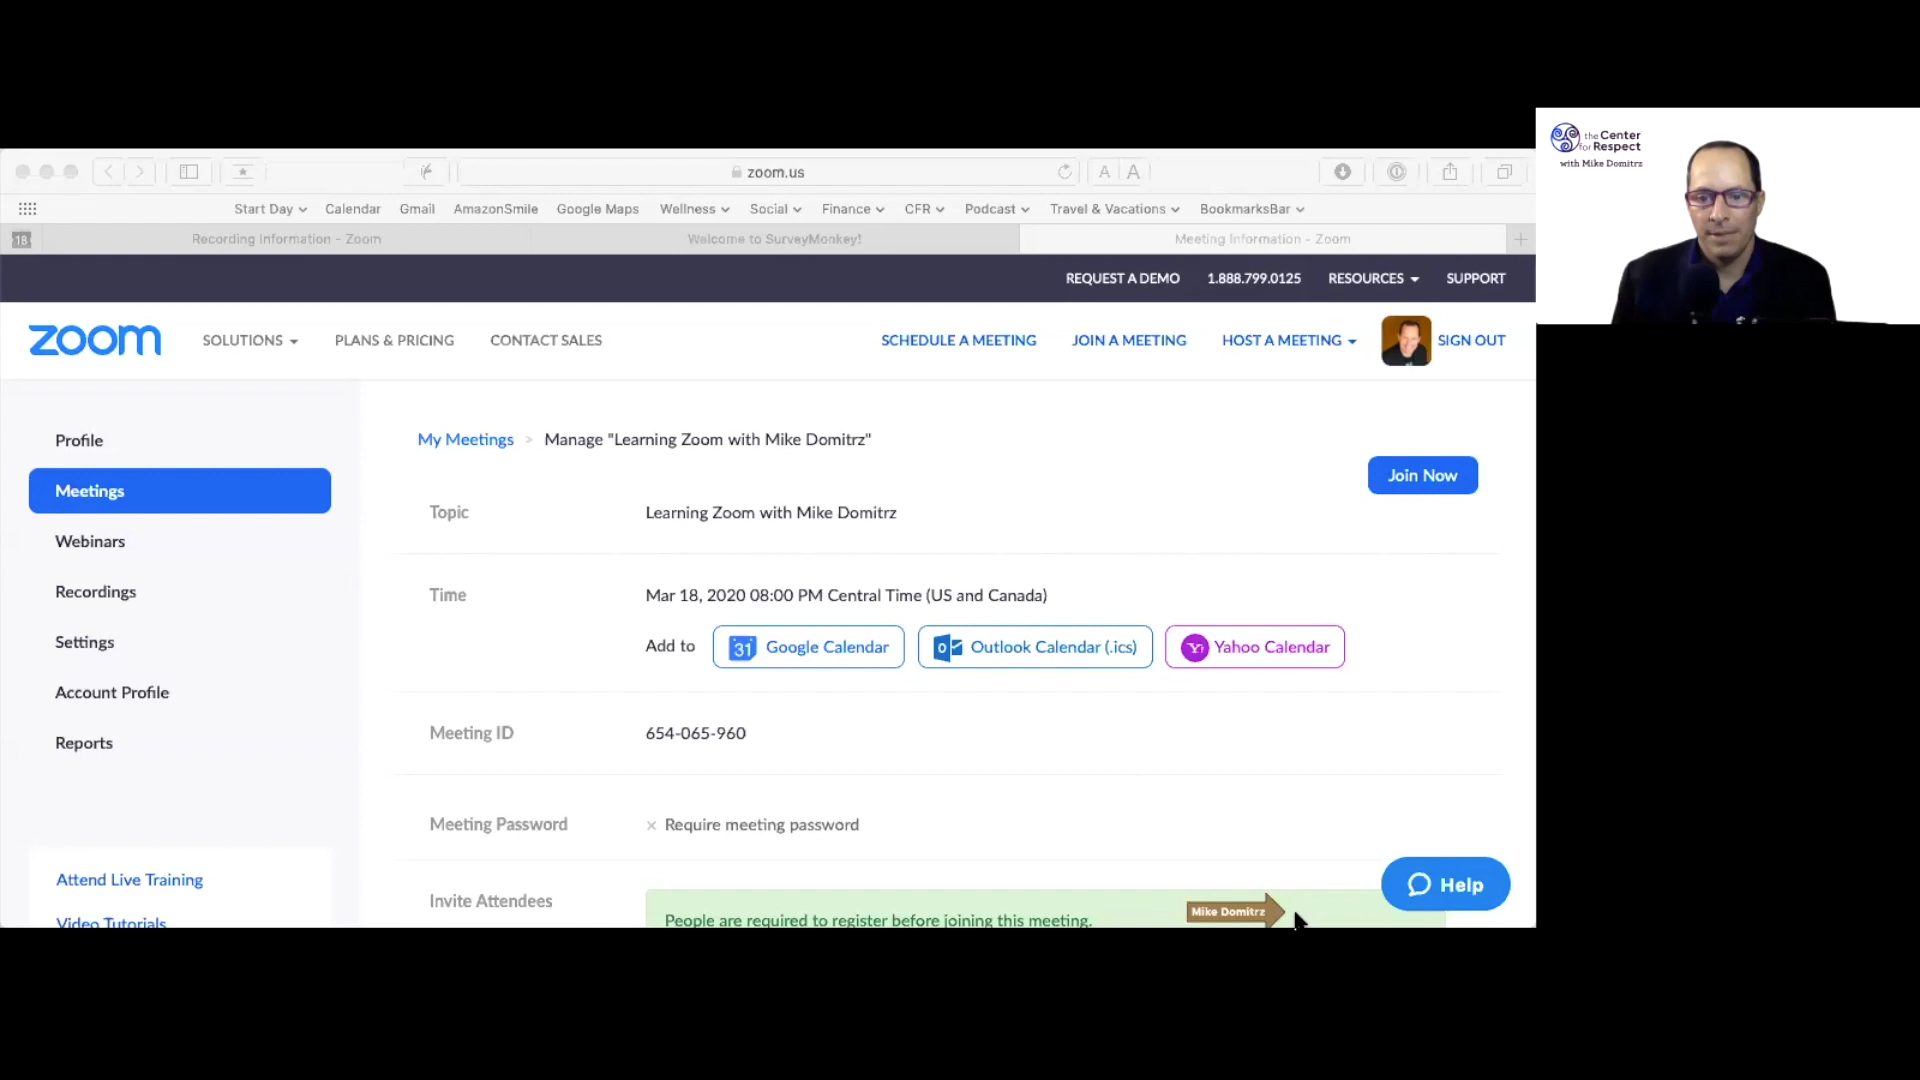 the Center
for Respect
with Mike Domitrz
zoom.us
A A
Start Day Calendar Gmail AmazonSmile Google Maps Wellness Social Finance CFR Podcast Travel & Vacations BookmarksBar
18 Recording Information - Zoom Welcome to SurveyMonkey! Meeting Information - Zoom
REQUEST A DEMO 1.888.799.0125 RESOURCES SUPPORT
zoom SOLUTIONS PLANS & PRICING CONTACT SALES SCHEDULE A MEETING JOIN A MEETING HOST A MEETING SIGN OUT
Profile
Meetings
Webinars
Recordings
Settings
Account Profile
Reports
Attend Live Training
Video Tutorials
My Meetings > Manage "Learning Zoom with Mike Domitrz"
Join Now
Topic Learning Zoom with Mike Domitrz
Time Mar 18, 2020 08:00 PM Central Time (US and Canada)
Add to 31 Google Calendar Outlook Calendar (.ics) Yahoo Calendar
Meeting ID 654-065-960
Meeting Password × Require meeting password
Invite Attendees
People are required to register before joining this meeting.
Mike Domitrz
Help